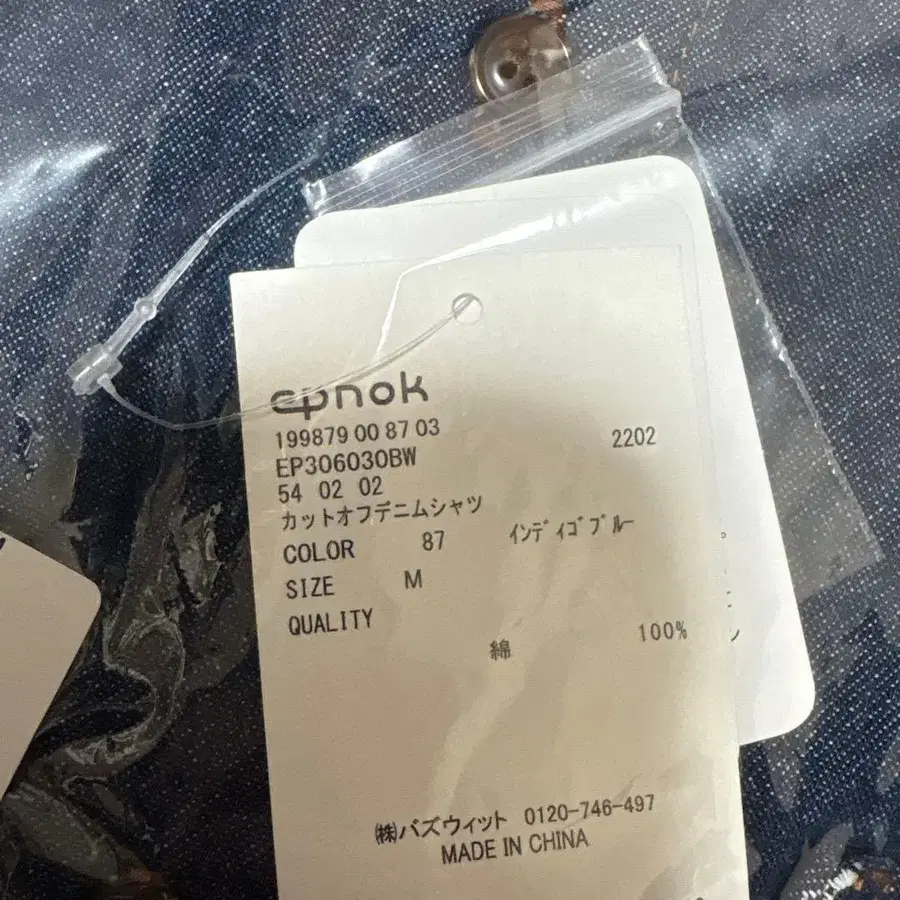 epnok
199879 00 87 03
2202
EP306030BW
54 02 02
カットオフデニムシャツ
COLOR 87 インディゴブルー
SIZE M
QUALITY
綿 100%
㈱バズウィット 0120-746-497
MADE IN CHINA